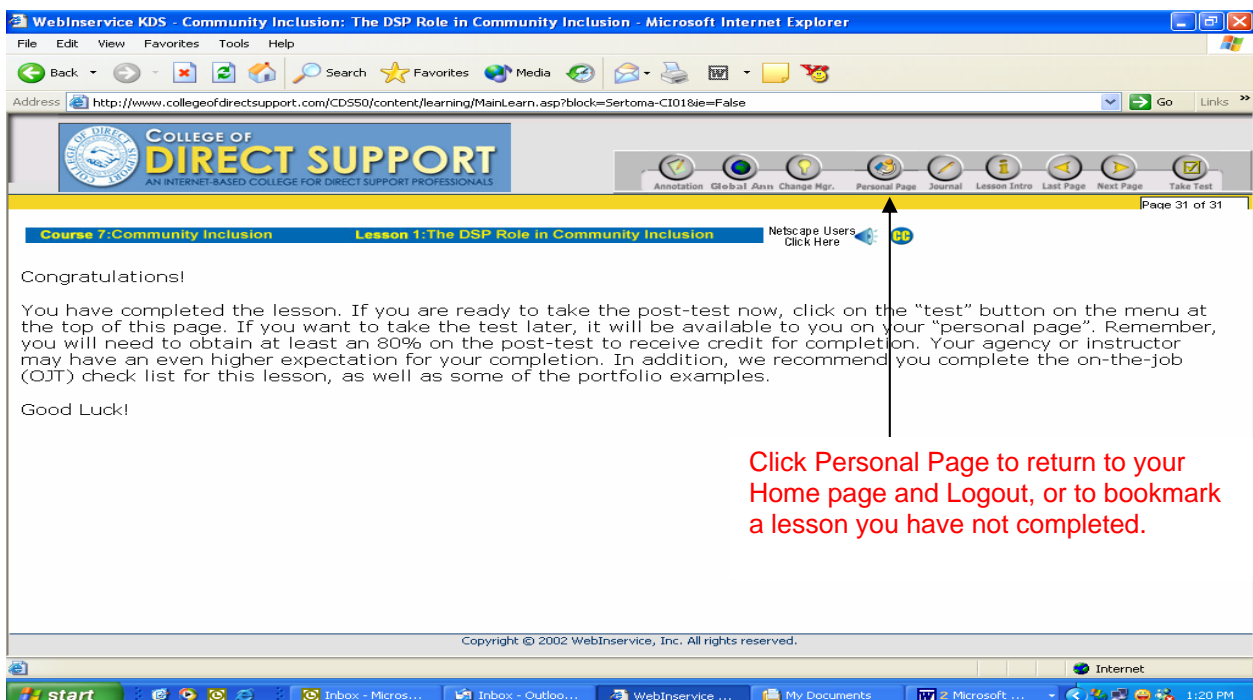 WebInservice KDS - Community Inclusion: The DSP Role in Community Inclusion - Microsoft Internet Explorer
File Edit View Favorites Tools Help
Back Search Favorites Media
Address http://www.collegeofdirectsupport.com/CDS50/content/learning/MainLearn.asp?block=Sertoma-CI01&ie=False Go Links »
COLLEGE OF DIRECT SUPPORT
COLLEGE OF
DIRECT SUPPORT
AN INTERNET-BASED COLLEGE FOR DIRECT SUPPORT PROFESSIONALS
Annotation Global Ann Change Mgr. Personal Page Journal Lesson Intro Last Page Next Page Take Test
Page 31 of 31
Course 7:Community Inclusion Lesson 1:The DSP Role in Community Inclusion Netscape Users
Click Here CC
Congratulations!
You have completed the lesson. If you are ready to take the post-test now, click on the “test” button on the menu at
the top of this page. If you want to take the test later, it will be available to you on your “personal page”. Remember,
you will need to obtain at least an 80% on the post-test to receive credit for completion. Your agency or instructor
may have an even higher expectation for your completion. In addition, we recommend you complete the on-the-job
(OJT) check list for this lesson, as well as some of the portfolio examples.
Good Luck!
Click Personal Page to return to your
Home page and Logout, or to bookmark
a lesson you have not completed.
Copyright © 2002 WebInservice, Inc. All rights reserved.
Internet
start Inbox - Micros... Inbox - Outloo... WebInservice ... My Documents 2 Microsoft ... 1:20 PM